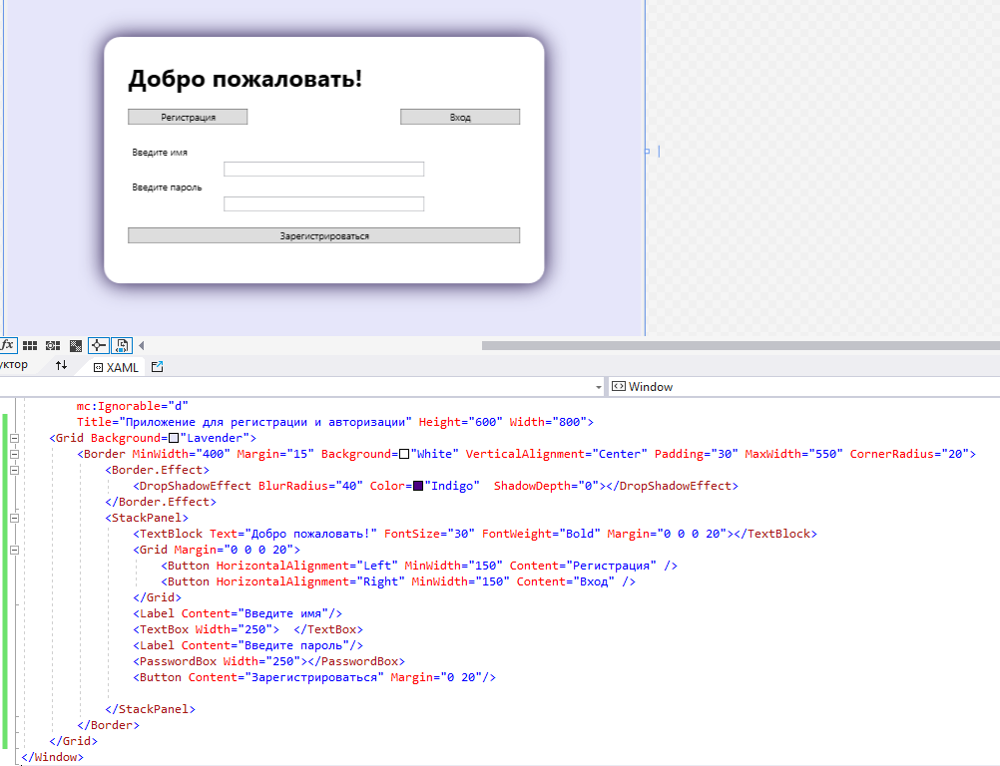 Добро пожаловать!
Регистрация Вход
Введите имя
Введите пароль
Зарегистрироваться
fx
уктор XAML
Window
mc:Ignorable="d"
Title="Приложение для регистрации и авторизации" Height="600" Width="800">
<Grid Background="Lavender">
<Border MinWidth="400" Margin="15" Background="White" VerticalAlignment="Center" Padding="30" MaxWidth="550" CornerRadius="20">
<Border.Effect>
<DropShadowEffect BlurRadius="40" Color="Indigo"  ShadowDepth="0"></DropShadowEffect>
</Border.Effect>
<StackPanel>
<TextBlock Text="Добро пожаловать!" FontSize="30" FontWeight="Bold" Margin="0 0 0 20"></TextBlock>
<Grid Margin="0 0 0 20">
<Button HorizontalAlignment="Left" MinWidth="150" Content="Регистрация" />
<Button HorizontalAlignment="Right" MinWidth="150" Content="Вход" />
</Grid>
<Label Content="Введите имя"/>
<TextBox Width="250">  </TextBox>
<Label Content="Введите пароль"/>
<PasswordBox Width="250"></PasswordBox>
<Button Content="Зарегистрироваться" Margin="0 20"/>
</StackPanel>
</Border>
</Grid>
</Window>